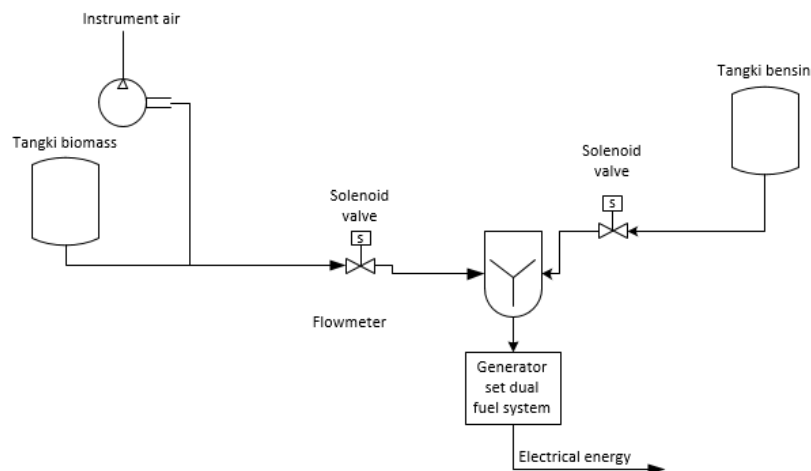 Instrument air
Tangki bensin
Tangki biomass
Solenoid
valve
S
Solenoid
valve
S
Flowmeter
Generator
set dual
fuel system
Electrical energy